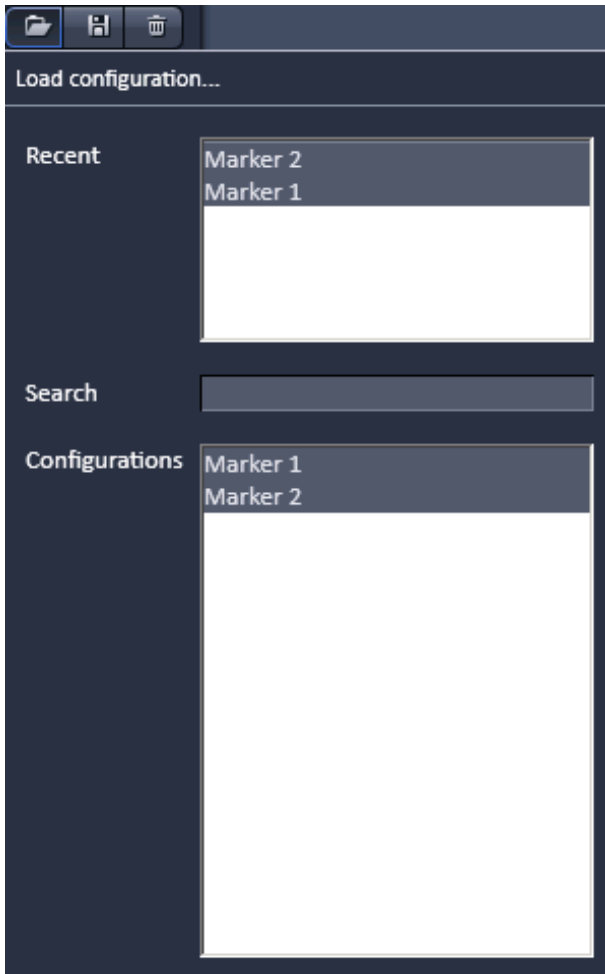 Load configuration...
Recent
Marker 2
Marker 1
Search
Configurations
Marker 1
Marker 2